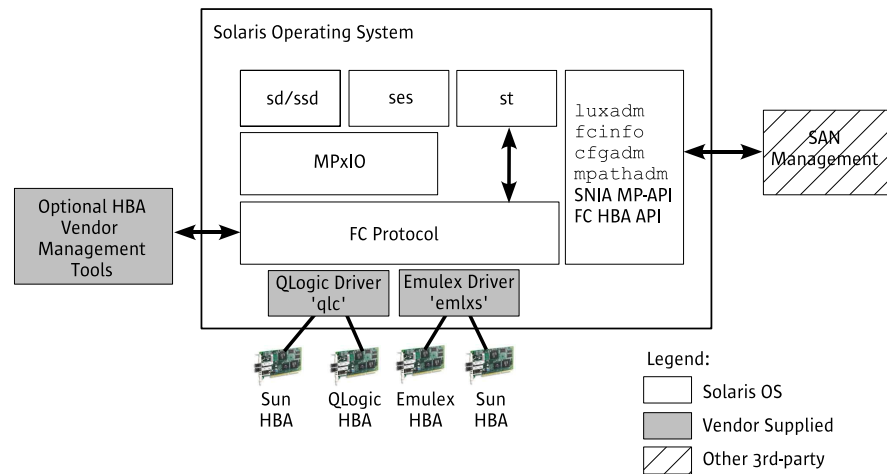 Solaris Operating System
sd/ssd
ses
st
MPxIO
luxadm
fcinfo
cfgadm
mpathadm
SNIA MP-API
FC HBA API
SAN
Management
Optional HBA
Vendor
Management
Tools
FC Protocol
QLogic Driver
'qlc'
Emulex Driver
'emlxs'
Sun
HBA
QLogic
HBA
Emulex
HBA
Sun
HBA
Legend:
Solaris OS
Vendor Supplied
Other 3rd-party